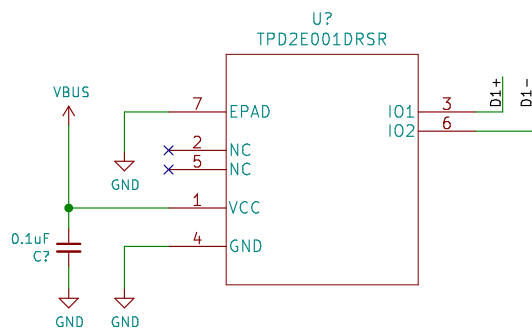 U?
TPD2E001DRSR
VBUS
7 EPAD
IO1 3
D1+
D1-
IO2 6
2 NC
5 NC
GND
1 VCC
0.1uF
C?
4 GND
GND
GND